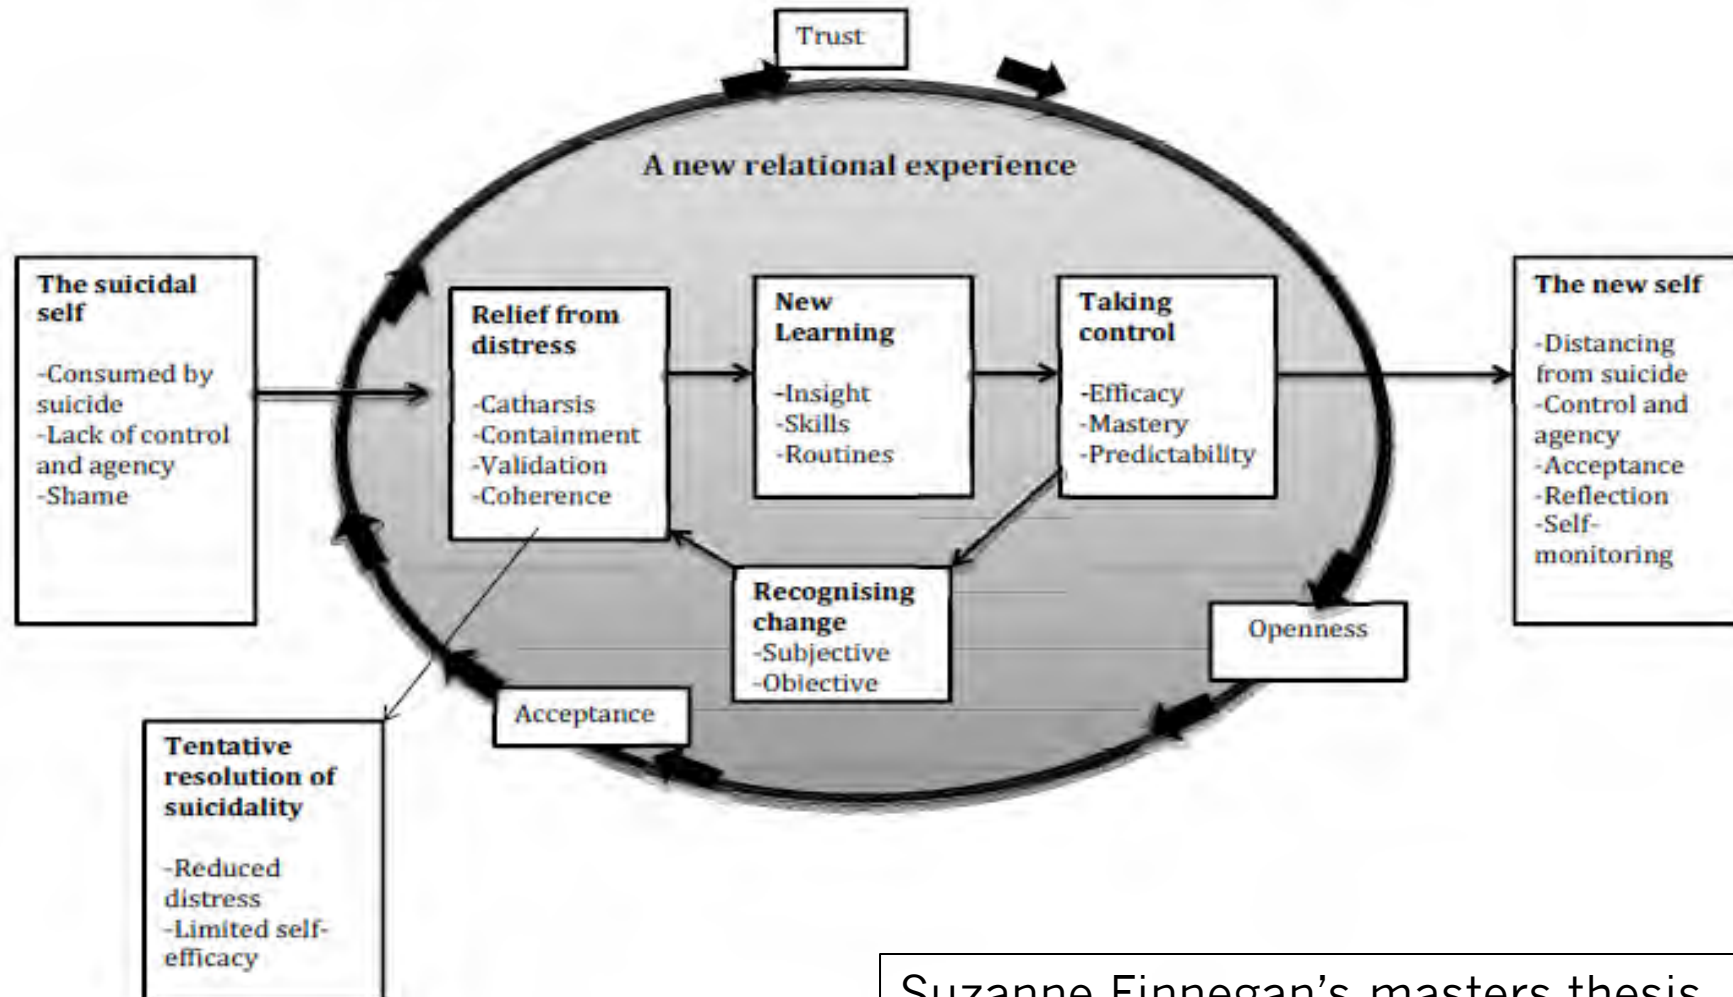 Trust
A new relational experience
The suicidal
self
-Consumed by
suicide
-Lack of control
and agency
-Shame
Relief from
distress
-Catharsis
-Containment
-Validation
-Coherence
New
Learning
-Insight
-Skills
-Routines
Taking
control
-Efficacy
-Mastery
-Predictability
The new self
-Distancing
from suicide
-Control and
agency
-Acceptance
-Reflection
-Self-
monitoring
Recognising
change
-Subjective
-Objective
Openness
Acceptance
Tentative
resolution of
suicidality
-Reduced
distress
-Limited self-
efficacy
Suzanne Finnegan's masters thesis